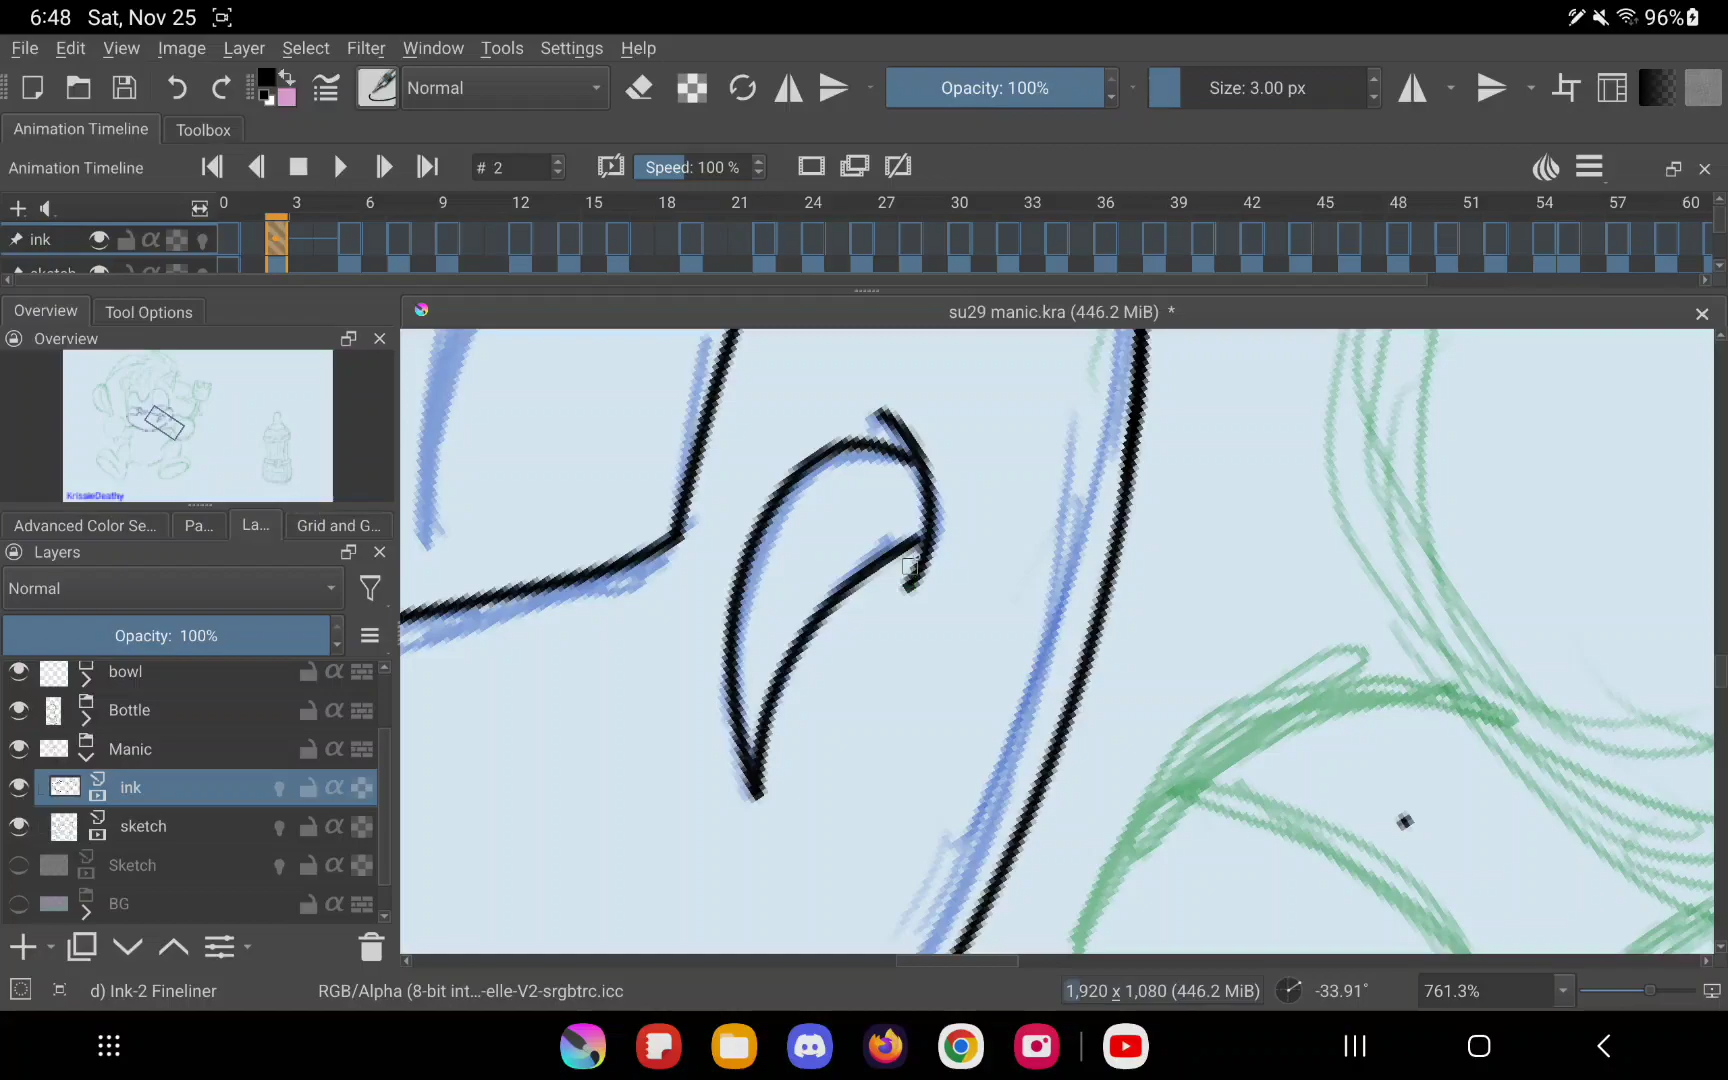 6:48 Sat, Nov 25 96%
File Edit View Image Layer Select Filter Window Tools Settings Help
Normal Opacity: 100% Size: 3.00 px
Animation Timeline Toolbox
Animation Timeline # 2 Speed: 100 %
0 3 6 9 12 15 18 21 24 27 30 33 36 39 42 45 48 51 54 57 60
ink
sketch
Overview Tool Options su29 manic.kra (446.2 MiB) *
Overview
KrissieDeathy
Advanced Color Se... Pa... La... Grid and G...
Layers
Normal
Opacity: 100%
bowl
Bottle
Manic
ink
sketch
Sketch
BG
d) Ink-2 Fineliner RGB/Alpha (8-bit int...-elle-V2-srgbtrc.icc 1,920 x 1,080 (446.2 MiB) -33.91° 761.3%